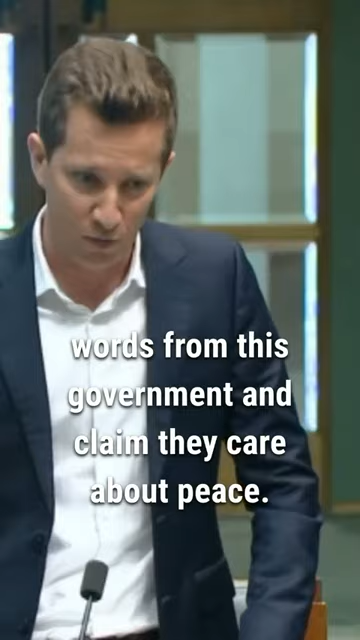 words from this
government and
claim they care
about peace.